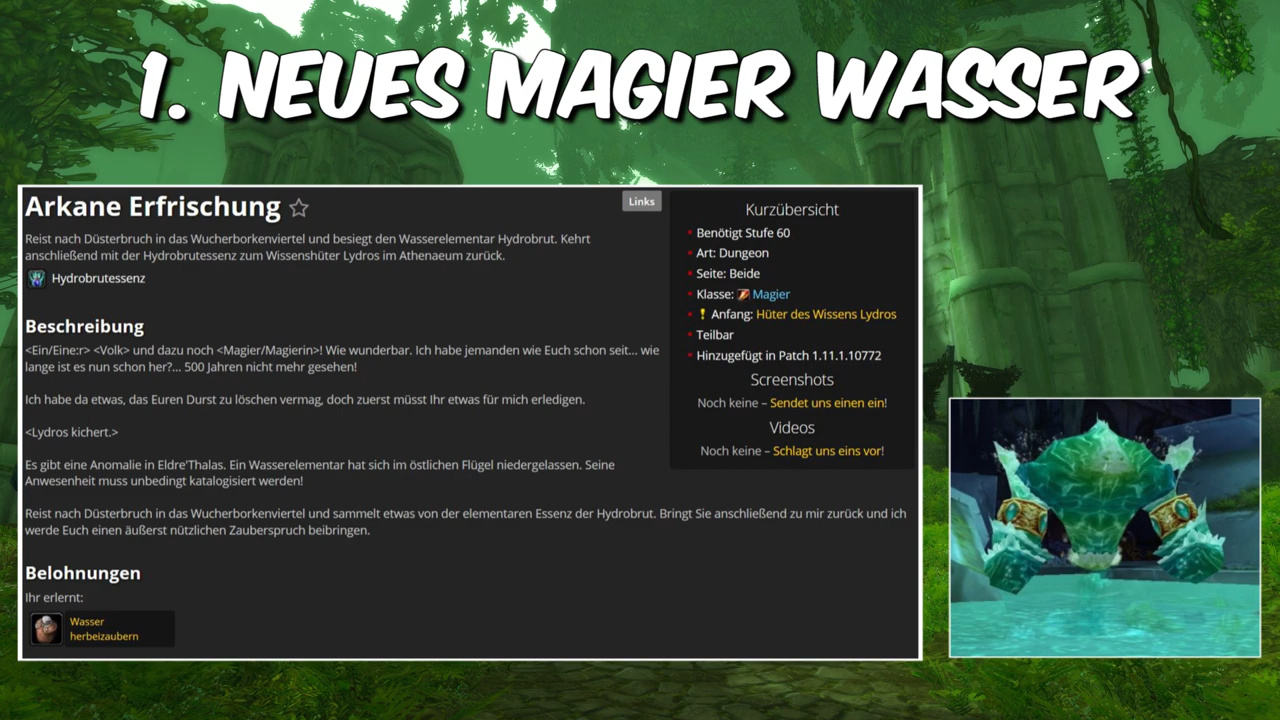 1. NEUES MAGIER WASSER
Arkane Erfrischung
Links
Reist nach Düsterbruch in das Wucherborkenviertel und besiegt den Wasserelementar Hydrobrut. Kehrt
anschließend mit der Hydrobrutessenz zum Wissenshüter Lydros im Athenaeum zurück.
Hydrobrutessenz
Beschreibung
<Ein/Eine:r> <Volk> und dazu noch <Magier/Magierin>! Wie wunderbar. Ich habe jemanden wie Euch schon seit... wie
lange ist es nun schon her?... 500 Jahren nicht mehr gesehen!
Ich habe da etwas, das Euren Durst zu löschen vermag, doch zuerst müsst Ihr etwas für mich erledigen.
<Lydros kichert.>
Es gibt eine Anomalie in Eldre'Thalas. Ein Wasserelementar hat sich im östlichen Flügel niedergelassen. Seine
Anwesenheit muss unbedingt katalogisiert werden!
Reist nach Düsterbruch in das Wucherborkenviertel und sammelt etwas von der elementaren Essenz der Hydrobrut. Bringt Sie anschließend zu mir zurück und ich
werde Euch einen äußerst nützlichen Zauberspruch beibringen.
Belohnungen
Ihr erlernt:
Wasser
herbeizaubern
Kurzübersicht
Benötigt Stufe 60
Art: Dungeon
Seite: Beide
Klasse: Magier
Anfang: Hüter des Wissens Lydros
Teilbar
Hinzugefügt in Patch 1.11.1.10772
Screenshots
Noch keine – Sendet uns einen ein!
Videos
Noch keine – Schlagt uns eins vor!